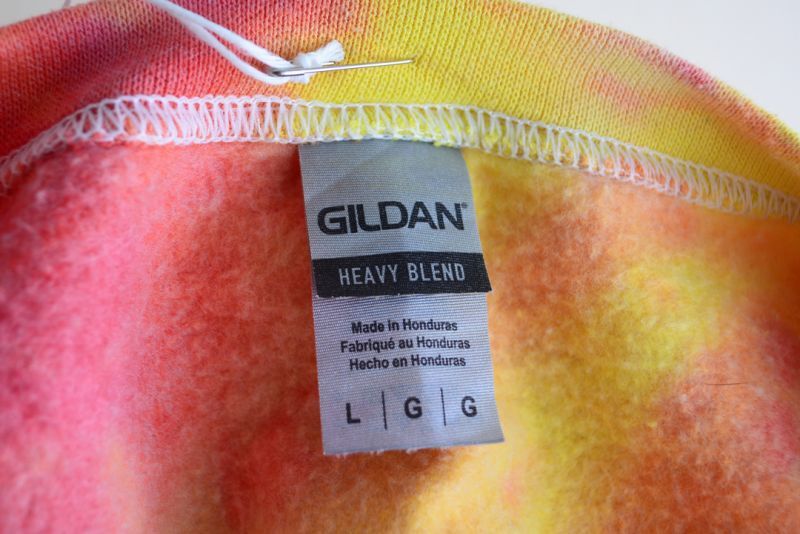 GILDAN®
HEAVY BLEND
Made in Honduras
Fabriqué au Honduras
Hecho en Honduras
L | G | G